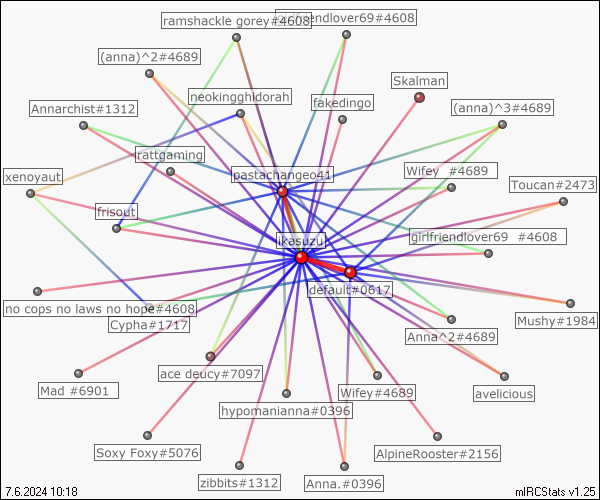 ramshackle gorey#4608
girlfriendlover69#4608
(anna)^2#4689
Skalman
neokingghidorah
fakedingo
Annarchist#1312
(anna)^3#4689
rattgaming
pastachangeo41
Wifey  #4689
xenoyaut
Toucan#2473
frisout
ikasuzu
girlfriendlover69  #4608
default#0617
no cops no laws no hope#4608
Cypha#1717
Mushy#1984
Anna^2#4689
ace deucy#7097
Mad #6901
Wifey#4689
avelicious
hypomanianna#0396
Soxy Foxy#5076
AlpineRooster#2156
zibbits#1312
Anna.#0396
7.6.2024 10:18
mIRCStats v1.25